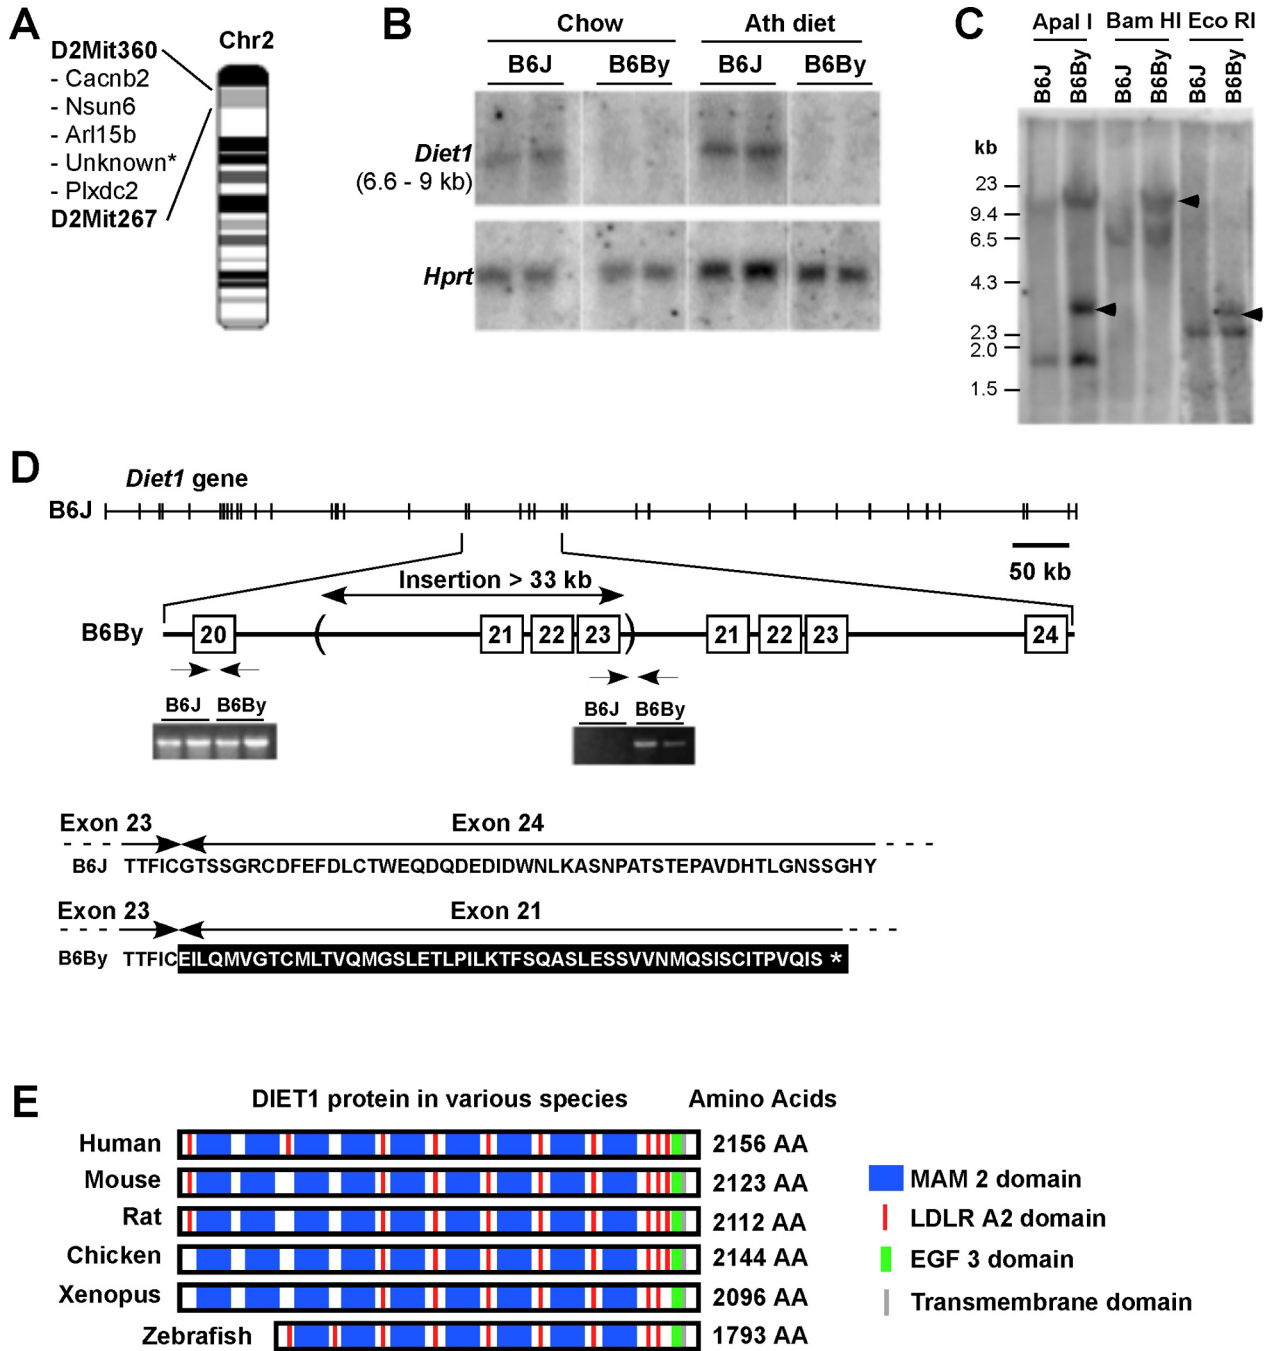 A
D2Mit360
- Cacnb2
- Nsun6
- Arl15b
- Unknown*
- Plxdc2
D2Mit267
Chr2
B
Chow
Ath diet
B6J
B6By
B6J
B6By
Diet1
(6.6 - 9 kb)
Hprt
C
Apal I
Bam HI
Eco RI
B6J
B6By
B6J
B6By
B6J
B6By
kb
23
9.4
6.5
4.3
2.3
2.0
1.5
D
Diet1 gene
B6J
50 kb
Insertion > 33 kb
B6By
20
(
21
22
23
)
21
22
23
24
B6J
B6By
B6J
B6By
Exon 23
Exon 24
B6J TTFICGTSSGRCDFEFDLCTWEQDQDEDIDWNLKASNPATSTEPAVDHTLGNSSGHY
Exon 23
Exon 21
B6By TTFICEILQMVGTCMLTVQMGSLETLPILKTFSQASLESSVVNMQSISCITPVQIS *
E
DIET1 protein in various species
Amino Acids
Human
2156 AA
Mouse
2123 AA
Rat
2112 AA
Chicken
2144 AA
Xenopus
2096 AA
Zebrafish
1793 AA
MAM 2 domain
LDLR A2 domain
EGF 3 domain
Transmembrane domain